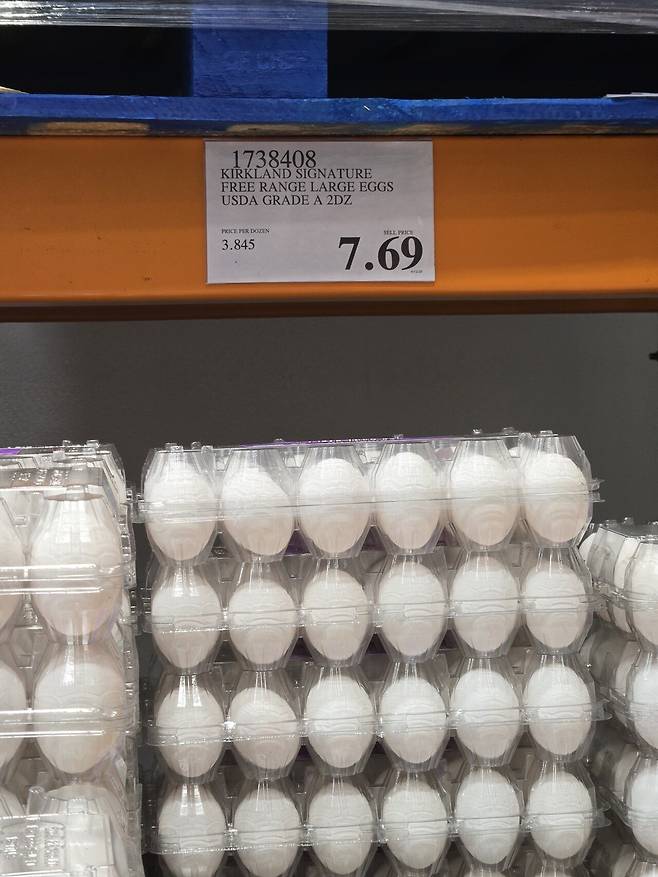 1738408
KIRKLAND SIGNATURE
FREE RANGE LARGE EGGS
USDA GRADE A 2DZ
PRICE PER DOZEN
3.845
SELL PRICE
7.69